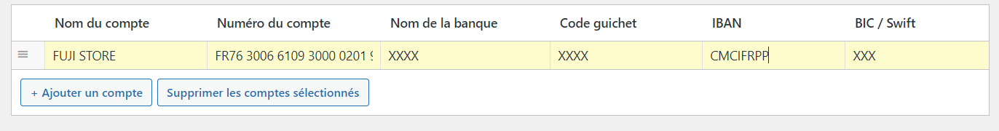 Nom du compte Numéro du compte Nom de la banque Code guichet IBAN BIC / Swift
FUJI STORE FR76 3006 6109 3000 0201 XXXX XXXX CMCIFRPP XXX
+ Ajouter un compte Supprimer les comptes sélectionnés